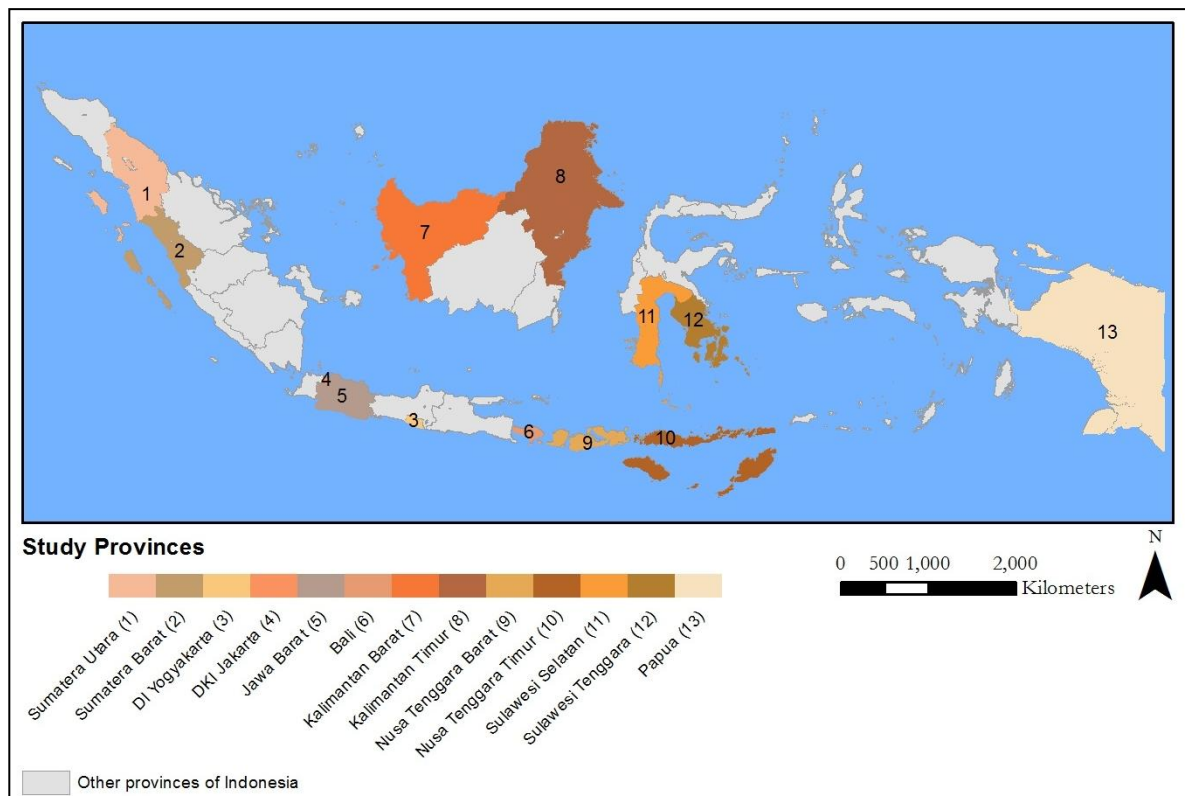 1
2
3
4
5
6
7
8
9
10
11
12
13
Study Provinces
Sumatera Utara (1)
Sumatera Barat (2)
DI Yogyakarta (3)
DKI Jakarta (4)
Jawa Barat (5)
Bali (6)
Kalimantan Barat (7)
Kalimantan Timur (8)
Nusa Tenggara Barat (9)
Nusa Tenggara Timur (10)
Sulawesi Selatan (11)
Sulawesi Tenggara (12)
Papua (13)
Other provinces of Indonesia
0 500 1,000 2,000
Kilometers
N